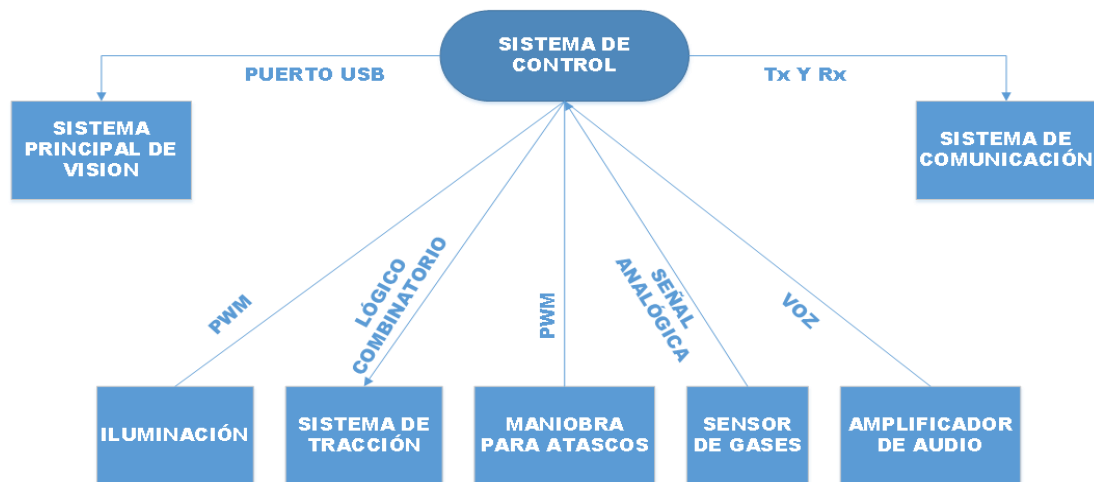 SISTEMA DE
CONTROL
PUERTO USB
Tx Y Rx
SISTEMA
PRINCIPAL DE
VISION
SISTEMA DE
COMUNICACIÓN
PWM
LÓGICO
COMBINATORIO
PWM
SEÑAL
ANALÓGICA
VOZ
ILUMINACIÓN
SISTEMA DE
TRACCIÓN
MANIOBRA
PARA ATASCOS
SENSOR
DE GASES
AMPLIFICADOR
DE AUDIO